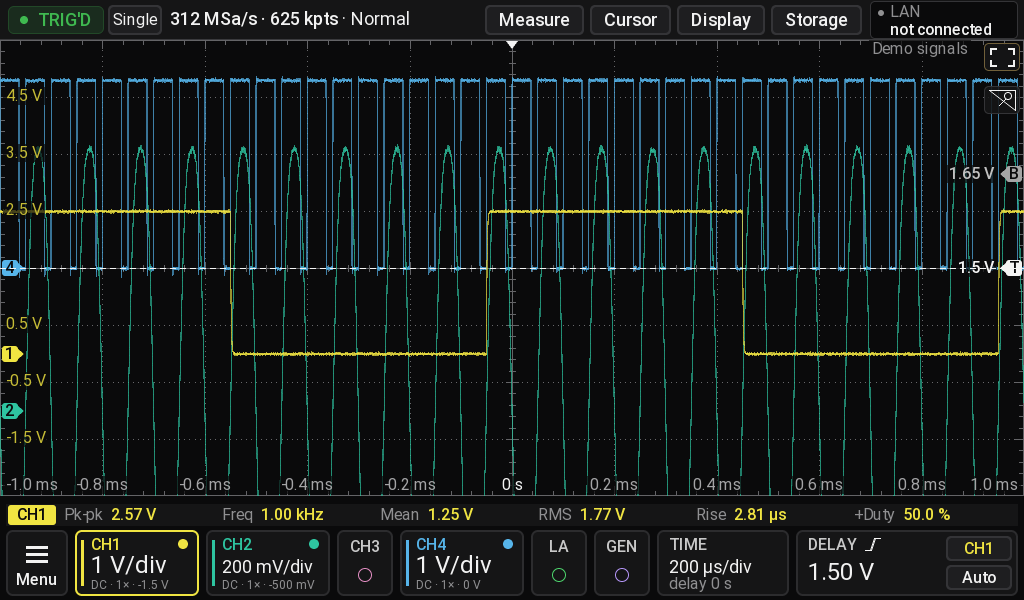 TRIG'D Single 312 MSa/s · 625 kpts · Normal Measure Cursor Display Storage LAN
not connected
Demo signals
4.5 V
3.5 V
1.65 V B
2.5 V
4 1.5 V T
0.5 V
1
-0.5 V
2
-1.5 V
-1.0 ms -0.8 ms -0.6 ms -0.4 ms -0.2 ms 0 s 0.2 ms 0.4 ms 0.6 ms 0.8 ms 1.0 ms
CH1 Pk-pk 2.57 V Freq 1.00 kHz Mean 1.25 V RMS 1.77 V Rise 2.81 µs +Duty 50.0 %
Menu
CH1
1 V/div
DC · 1× · -1.5 V
CH2
200 mV/div
DC · 1× · -500 mV
CH3
CH4
1 V/div
DC · 1× · 0 V
LA
GEN
TIME
200 µs/div
delay 0 s
DELAY
1.50 V
CH1
Auto